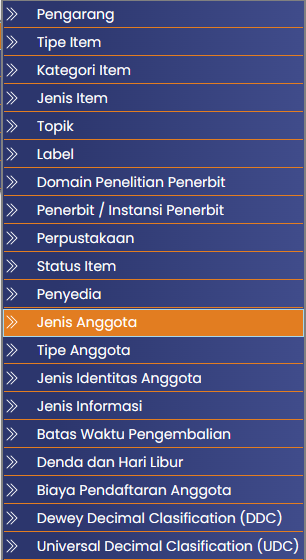 Pengarang
Tipe Item
Kategori Item
Jenis Item
Topik
Label
Domain Penelitian Penerbit
Penerbit / Instansi Penerbit
Perpustakaan
Status Item
Penyedia
Jenis Anggota
Tipe Anggota
Jenis Identitas Anggota
Jenis Informasi
Batas Waktu Pengembalian
Denda dan Hari Libur
Biaya Pendaftaran Anggota
Dewey Decimal Clasification (DDC)
Universal Decimal Clasification (UDC)